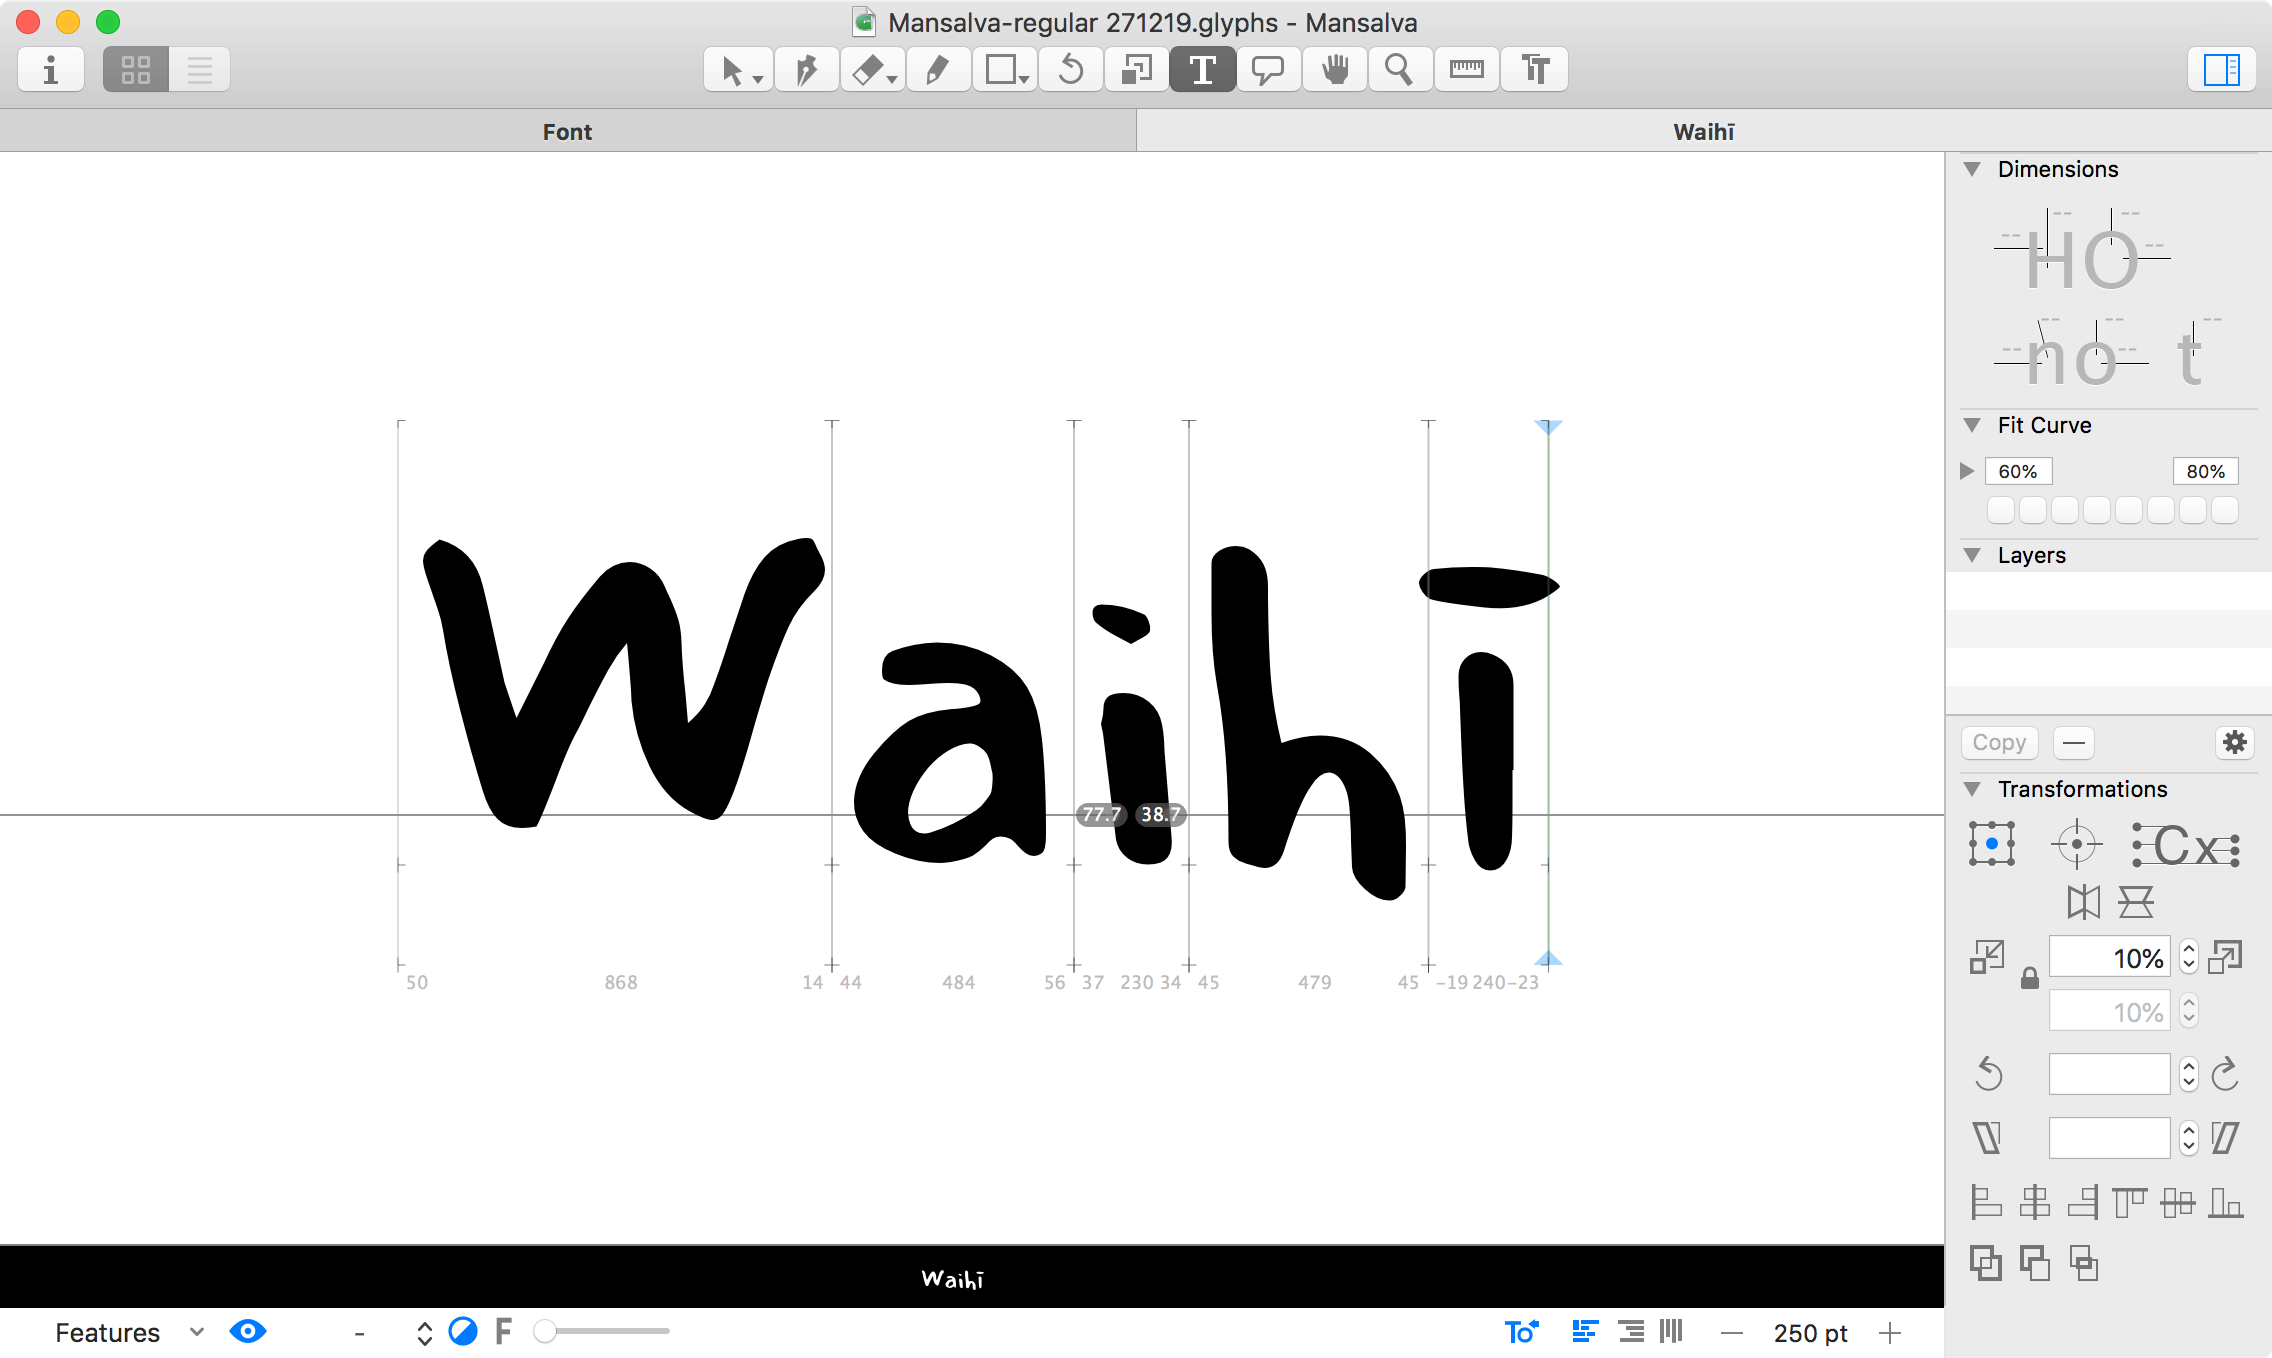 Mansalva-regular 271219.glyphs - Mansalva
Font
Waihī
Dimensions
HO
no t
Fit Curve
60% 80%
Layers
Copy
Transformations
Cx
10%
10%
Waihī
77.7 38.7
50 868 14 44 484 56 37 230 34 45 479 45 -19 240 -23
Waihī
Features - F To 250 pt